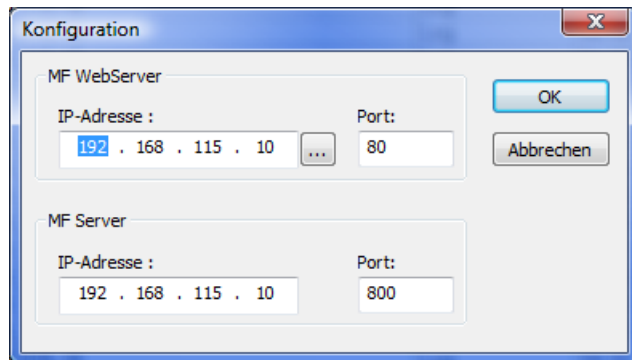 Konfiguration
MF WebServer
OK
IP-Adresse :
Port:
192 . 168 . 115 . 10
...
80
Abbrechen
MF Server
IP-Adresse :
Port:
192 . 168 . 115 . 10
800